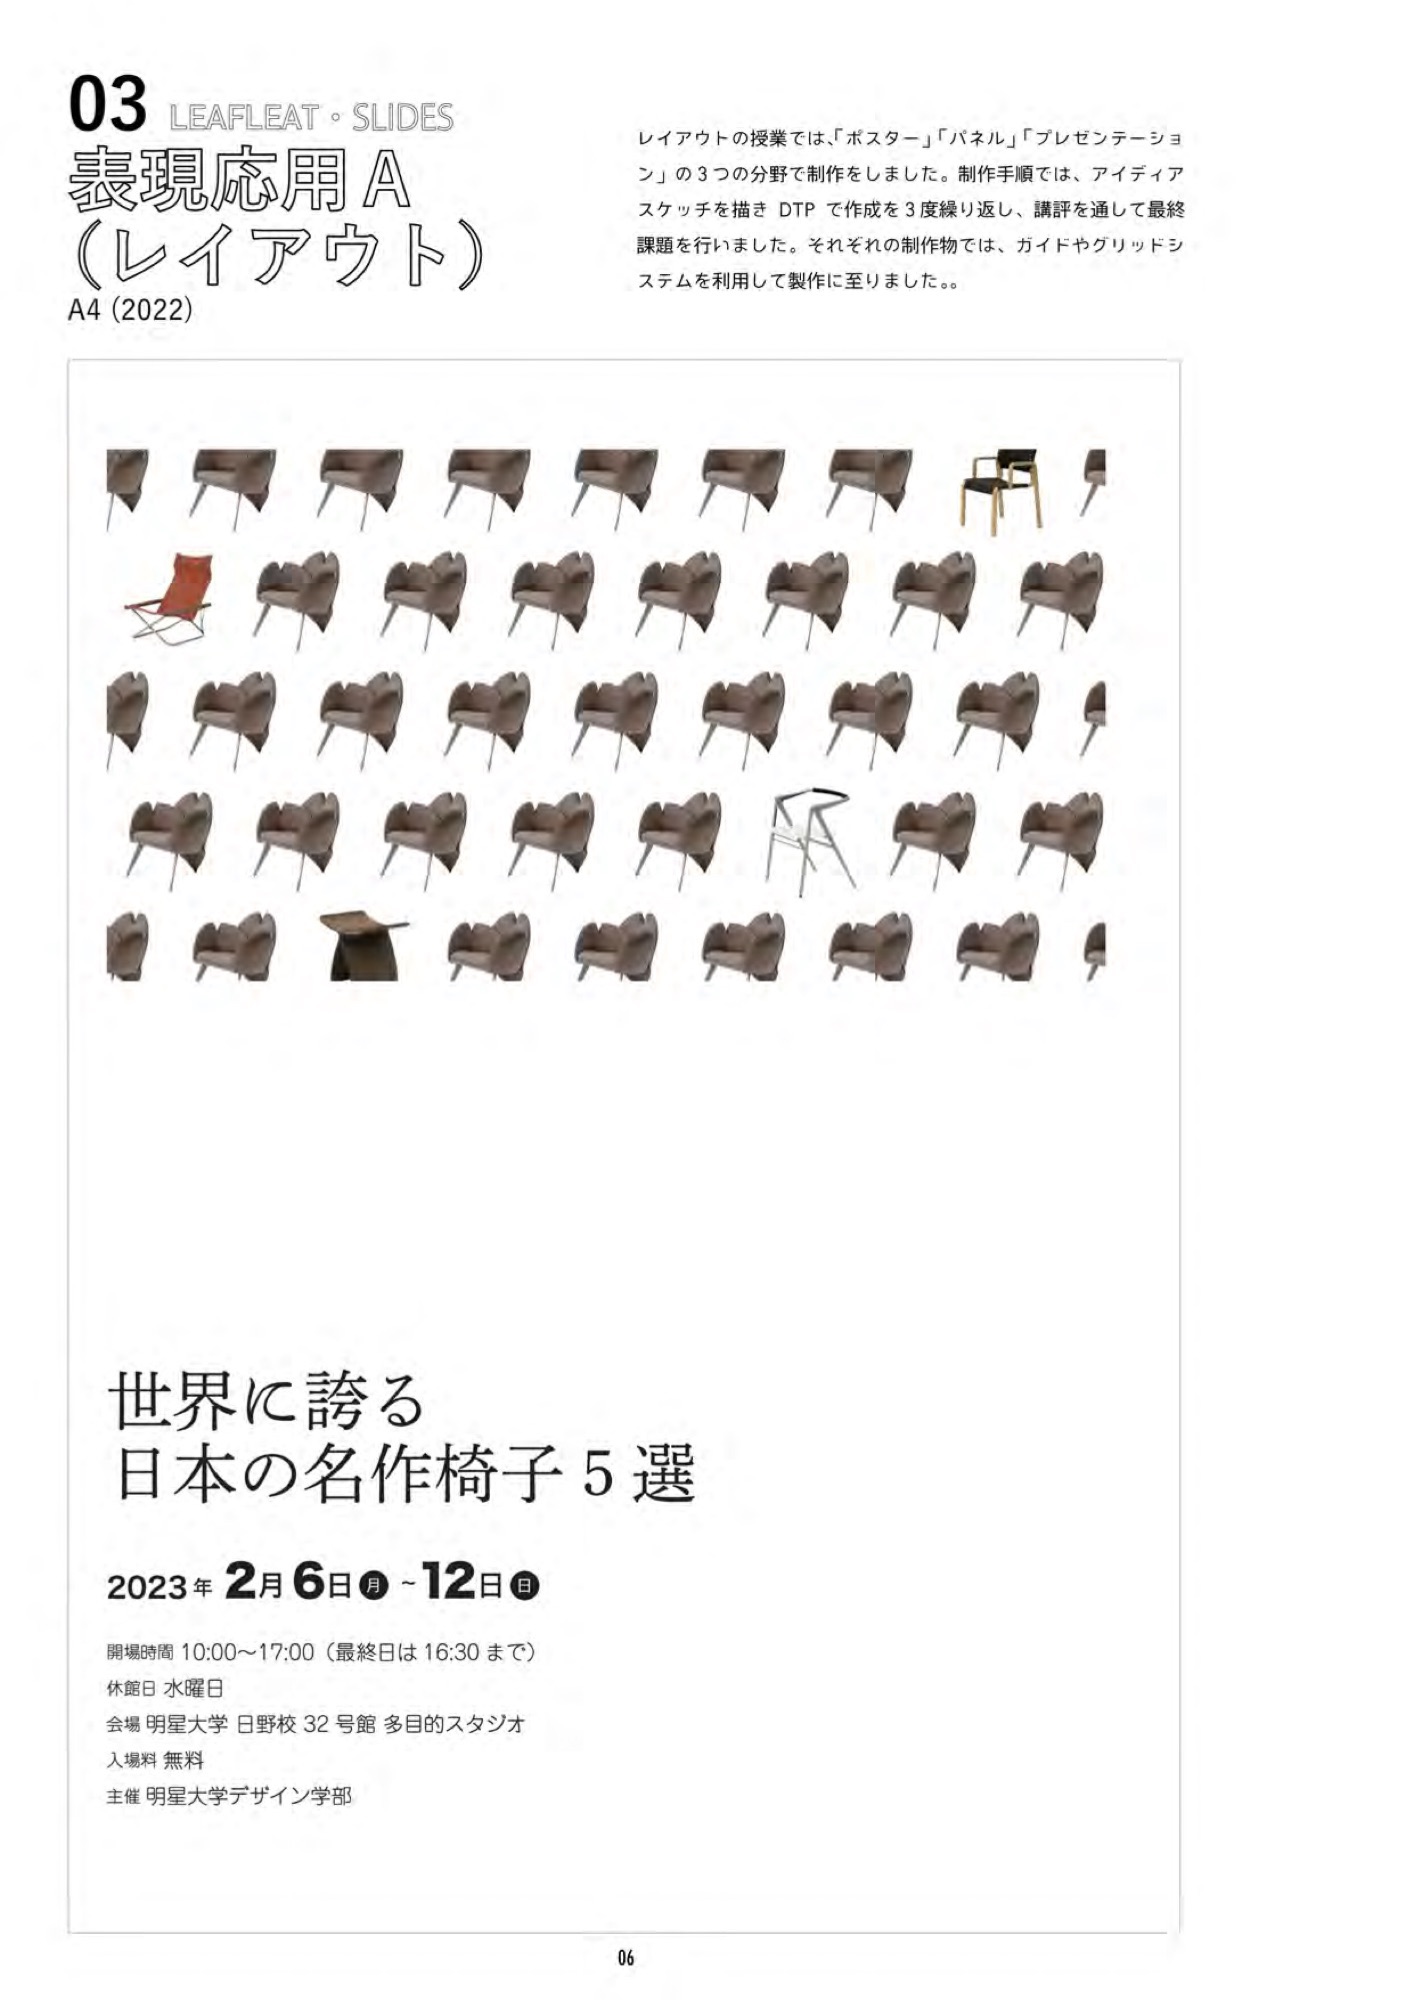 03 LEAFLEAT・SLIDES
表現応用 A
（レイアウト）
A4 (2022)
レイアウトの授業では、「ポスター」「パネル」「プレゼンテーショ
ン」の3つの分野で制作をしました。制作手順では、アイディア
スケッチを描き DTP で作成を3度繰り返し、講評を通して最終
課題を行いました。それぞれの制作物では、ガイドやグリッドシ
ステムを利用して製作に至りました。。
世界に誇る
日本の名作椅子 5 選
2023年 2月6日月 ~12日日
開場時間 10:00〜17:00（最終日は 16:30 まで）
休館日 水曜日
会場 明星大学 日野校 32 号館 多目的スタジオ
入場料 無料
主催 明星大学デザイン学部
06